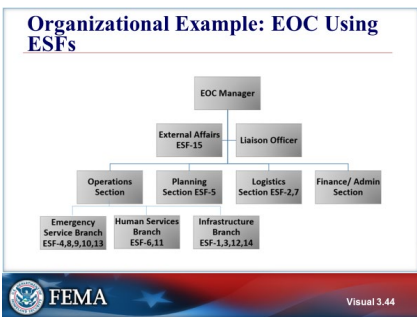 Organizational Example: EOC Using
ESFs
EOC Manager
External Affairs
ESF-15
Liaison Officer
Operations
Section
Planning
Section ESF-5
Logistics
Section ESF-2,7
Finance/ Admin
Section
Emergency
Service Branch
ESF-4,8,9,10,13
Human Services
Branch
ESF-6,11
Infrastructure
Branch
ESF-1,3,12,14
FEMA
Visual 3.44